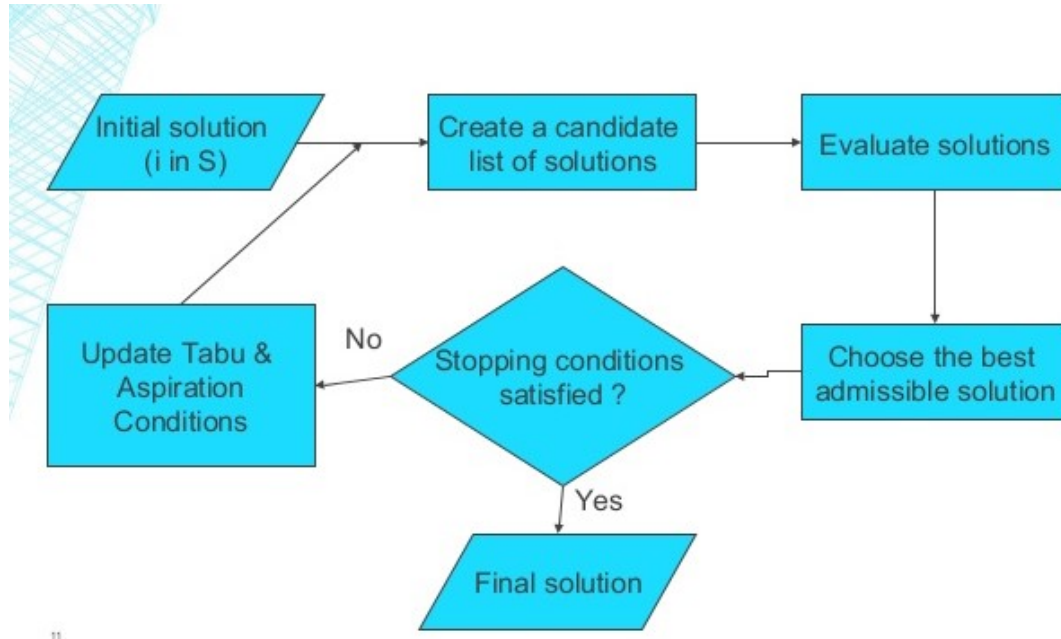 Initial solution
(i in S)
Create a candidate
list of solutions
Evaluate solutions
Update Tabu &
Aspiration
Conditions
No
Stopping conditions
satisfied ?
Choose the best
admissible solution
Yes
Final solution
11